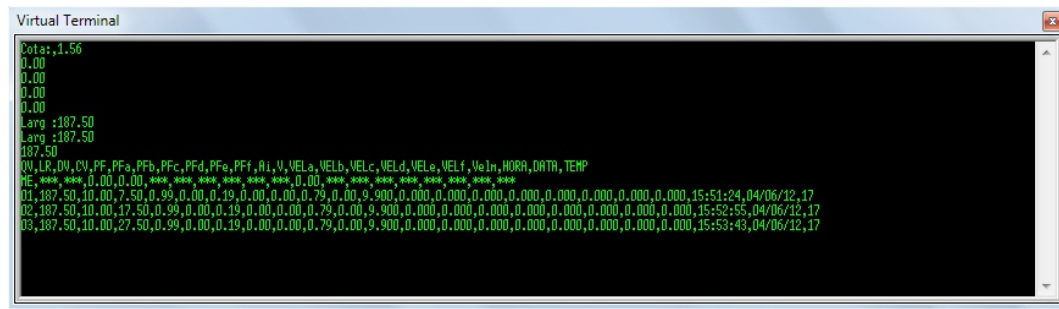 Virtual Terminal
Cota:,1.56
0.00
0.00
0.00
0.00
Larg :187.50
Larg :187.50
187.50
QV,LR,DV,CV,PF,PFa,PFb,PFc,PFd,PFe,PFf,Ai,V,VELa,VELb,VELc,VELd,VELe,VELf,Velm,HORA,DATA,TEMP
ME,***,***,0.00,0.00,***,***,***,***,***,***,0.00,***,***,***,***,***,***,***,***
01,187.50,10.00,7.50,0.99,0.00,0.19,0.00,0.00,0.79,0.00,9.900,0.000,0.000,0.000,0.000,0.000,0.000,0.000,0.000,15:51:24,04/06/12,17
02,187.50,10.00,17.50,0.99,0.00,0.19,0.00,0.00,0.79,0.00,9.900,0.000,0.000,0.000,0.000,0.000,0.000,0.000,0.000,15:52:55,04/06/12,17
03,187.50,10.00,27.50,0.99,0.00,0.19,0.00,0.00,0.79,0.00,9.900,0.000,0.000,0.000,0.000,0.000,0.000,0.000,0.000,15:53:43,04/06/12,17